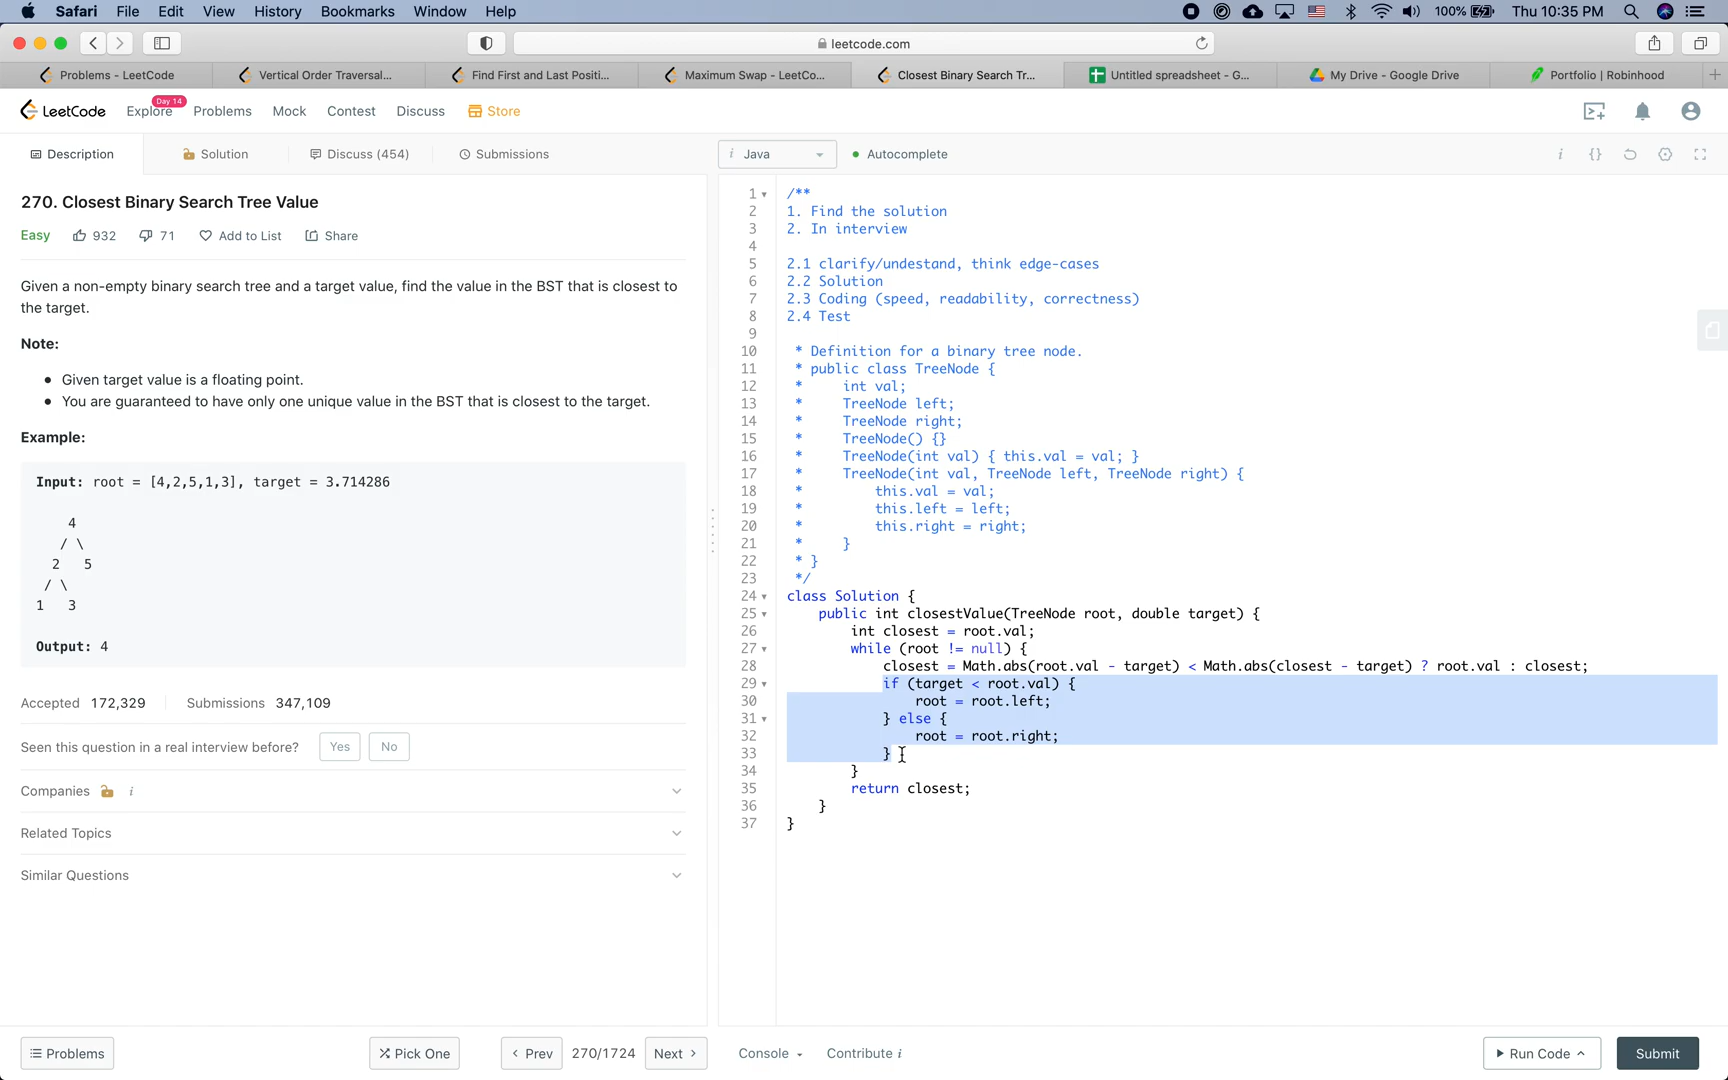 Safari File Edit View History Bookmarks Window Help 100% Thu 10:35 PM
leetcode.com
Problems - LeetCode Vertical Order Traversal... Find First and Last Positi... Maximum Swap - LeetCo... Closest Binary Search Tr... Untitled spreadsheet - G... My Drive - Google Drive Portfolio | Robinhood
LeetCode Explore Day 14 Problems Mock Contest Discuss Store
Description Solution Discuss (454) Submissions
i Java Autocomplete i {}
270. Closest Binary Search Tree Value
Easy 932 71 Add to List Share
Given a non-empty binary search tree and a target value, find the value in the BST that is closest to
the target.
Note:
• Given target value is a floating point.
• You are guaranteed to have only one unique value in the BST that is closest to the target.
Example:
Input: root = [4,2,5,1,3], target = 3.714286
4
/ \
2 5
/ \
1 3
Output: 4
Accepted 172,329 Submissions 347,109
Seen this question in a real interview before? Yes No
Companies i
Related Topics
Similar Questions
1 /**
2 1. Find the solution
3 2. In interview
4
5 2.1 clarify/undestand, think edge-cases
6 2.2 Solution
7 2.3 Coding (speed, readability, correctness)
8 2.4 Test
9
10 * Definition for a binary tree node.
11 * public class TreeNode {
12 * int val;
13 * TreeNode left;
14 * TreeNode right;
15 * TreeNode() {}
16 * TreeNode(int val) { this.val = val; }
17 * TreeNode(int val, TreeNode left, TreeNode right) {
18 * this.val = val;
19 * this.left = left;
20 * this.right = right;
21 * }
22 * }
23 */
24 class Solution {
25 public int closestValue(TreeNode root, double target) {
26 int closest = root.val;
27 while (root != null) {
28 closest = Math.abs(root.val - target) < Math.abs(closest - target) ? root.val : closest;
29 if (target < root.val) {
30 root = root.left;
31 } else {
32 root = root.right;
33 }
34 }
35 return closest;
36 }
37 }
Problems Pick One < Prev 270/1724 Next > Console Contribute i Run Code Submit